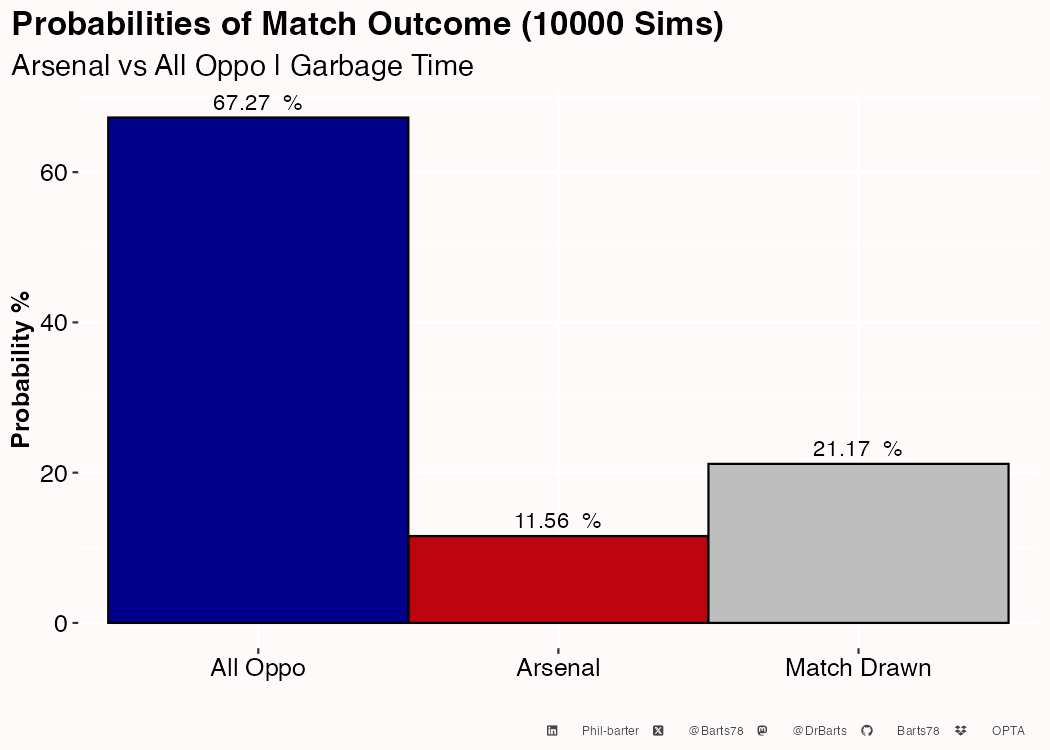 Probabilities of Match Outcome (10000 Sims)
Arsenal vs All Oppo | Garbage Time
67.27 %
60
Probability %
40
21.17 %
20
11.56 %
0
All Oppo Arsenal Match Drawn
Phil-barter @Barts78 @DrBarts Barts78 OPTA